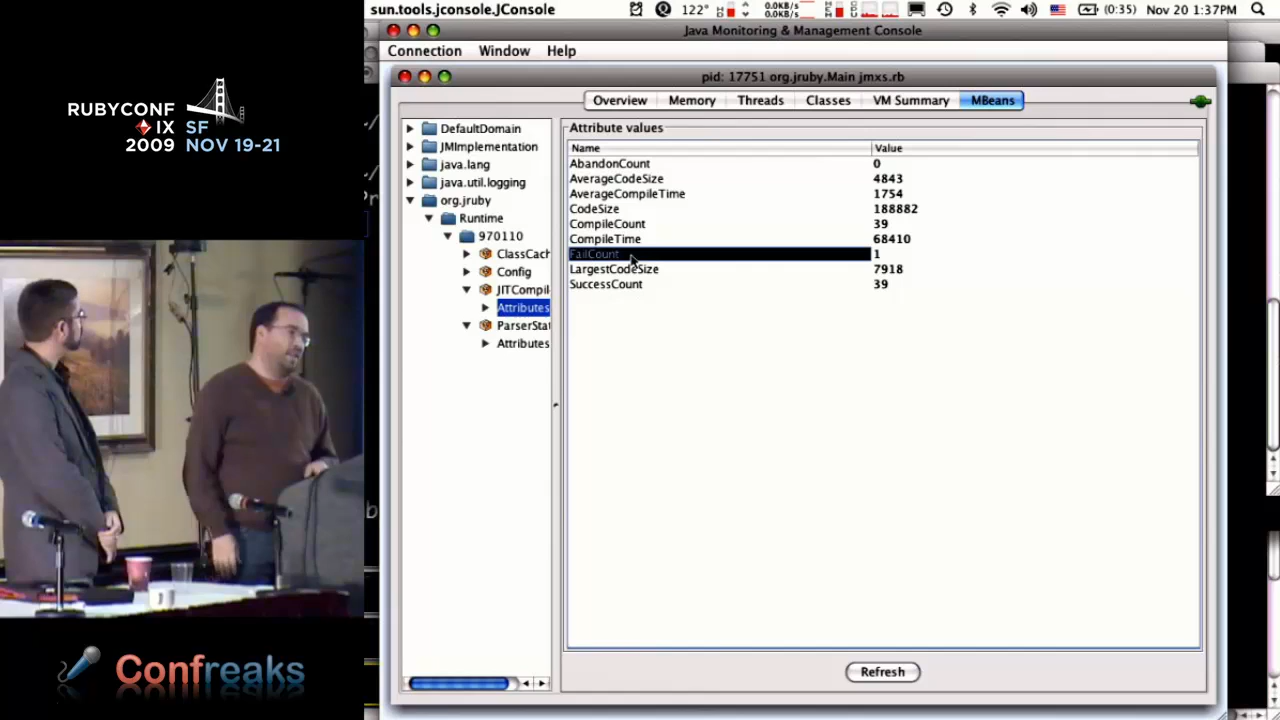 sun.tools.jconsole.JConsole
122°
0.0KB/s
0.0KB/s
(0:35) Nov 20 1:37PM
Java Monitoring & Management Console
Connection Window Help
pid: 17751 org.jruby.Main jmxs.rb
Overview Memory Threads Classes VM Summary MBeans
DefaultDomain
JMImplementation
java.lang
java.util.logging
org.jruby
Runtime
970110
ClassCach
Config
JITCompil
Attributes
ParserStat
Attributes
Attribute values
Name Value
AbandonCount 0
AverageCodeSize 4843
AverageCompileTime 1754
CodeSize 188882
CompileCount 39
CompileTime 68410
FailCount 1
LargestCodeSize 7918
SuccessCount 39
Refresh
RUBYCONF
IX SF
2009 NOV 19-21
Confreaks